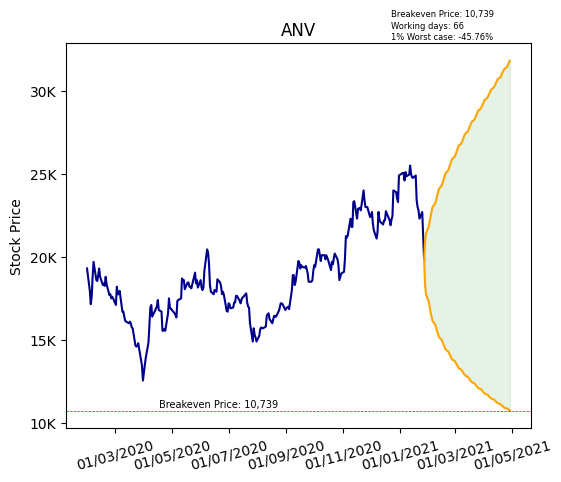 Breakeven Price: 10,739
Working days: 66
1% Worst case: -45.76%
ANV
Stock Price
30K
25K
20K
15K
10K
Breakeven Price: 10,739
01/03/2020
01/05/2020
01/07/2020
01/09/2020
01/11/2020
01/01/2021
01/03/2021
01/05/2021